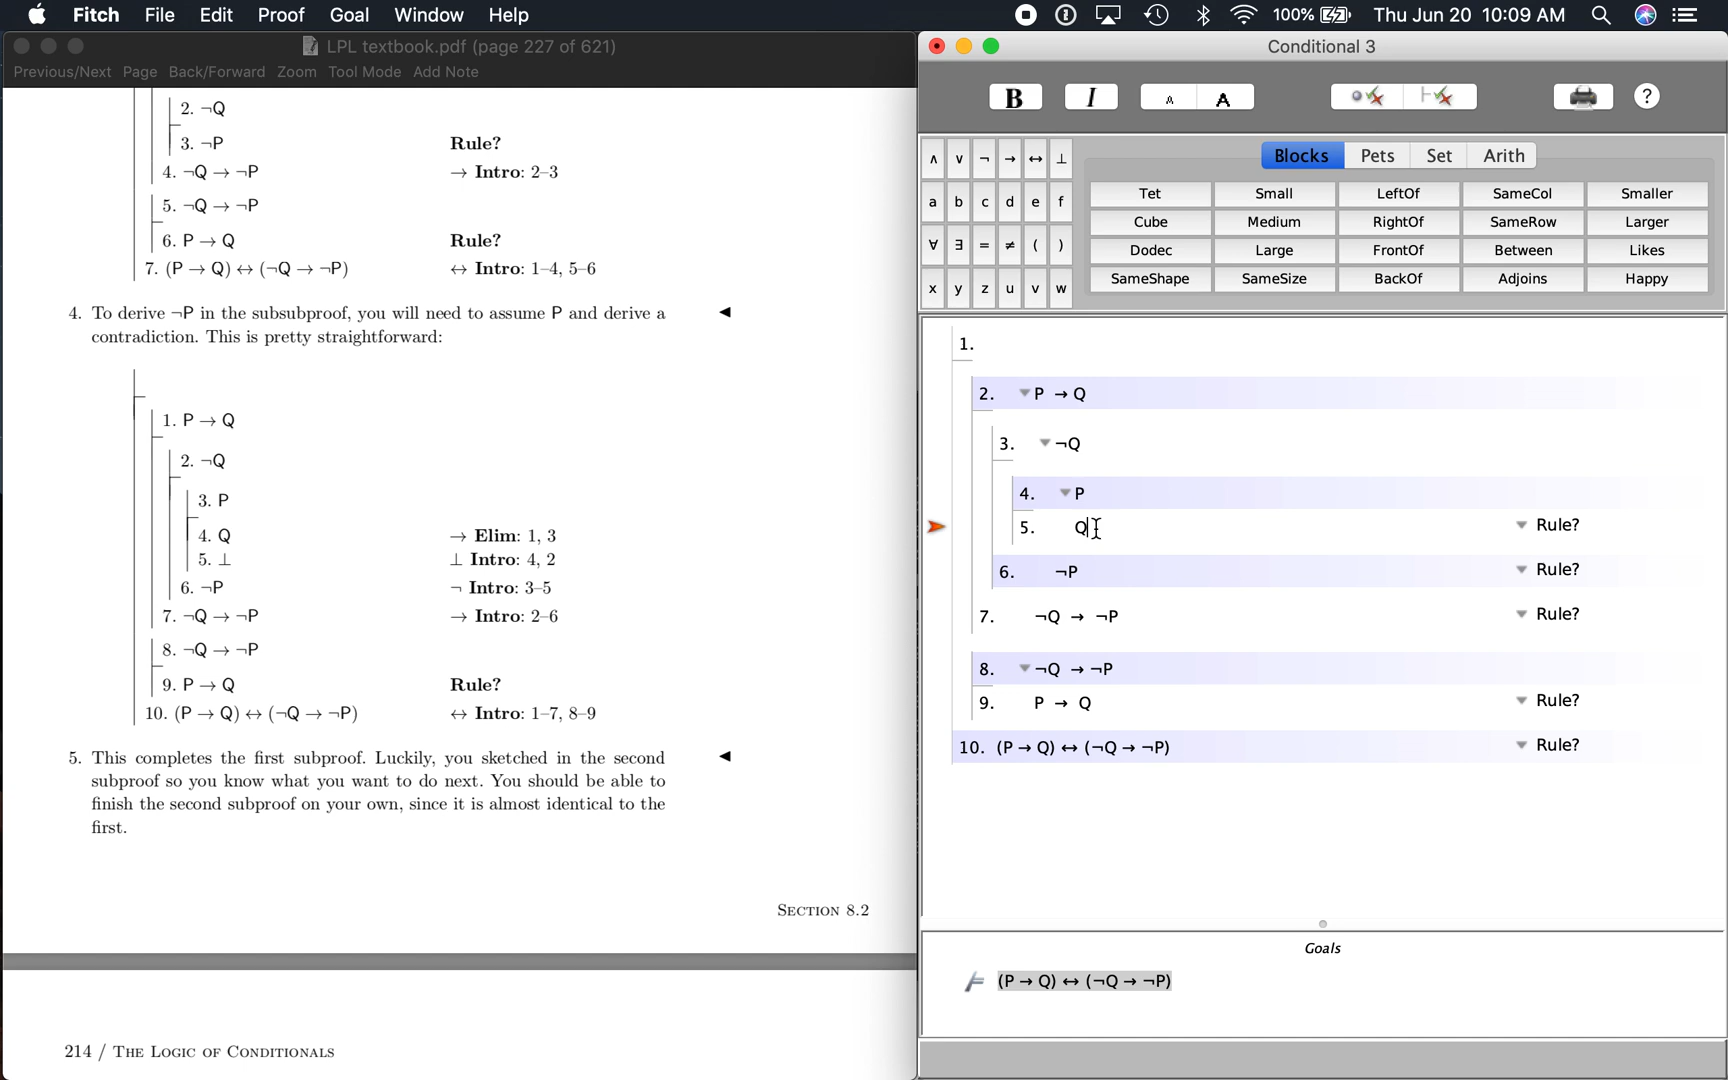 Fitch File Edit Proof Goal Window Help 100% Thu Jun 20 10:09 AM
LPL textbook.pdf (page 227 of 621)
Previous/Next Page Back/Forward Zoom Tool Mode Add Note
2. ¬Q
3. ¬P Rule?
4. ¬Q → ¬P → Intro: 2–3
5. ¬Q → ¬P
6. P → Q Rule?
7. (P → Q) ↔ (¬Q → ¬P) ↔ Intro: 1–4, 5–6
4. To derive ¬P in the subsubproof, you will need to assume P and derive a ◀
contradiction. This is pretty straightforward:
1. P → Q
2. ¬Q
3. P
4. Q → Elim: 1, 3
5. ⊥ ⊥ Intro: 4, 2
6. ¬P ¬ Intro: 3–5
7. ¬Q → ¬P → Intro: 2–6
8. ¬Q → ¬P
9. P → Q Rule?
10. (P → Q) ↔ (¬Q → ¬P) ↔ Intro: 1–7, 8–9
5. This completes the first subproof. Luckily, you sketched in the second ◀
subproof so you know what you want to do next. You should be able to
finish the second subproof on your own, since it is almost identical to the
first.
Section 8.2
214 / The Logic of Conditionals
Conditional 3
B I A A ?
∧ ∨ ¬ → ↔ ⊥
a b c d e f
∀ ∃ = ≠ ( )
x y z u v w
Blocks Pets Set Arith
Tet Small LeftOf SameCol Smaller
Cube Medium RightOf SameRow Larger
Dodec Large FrontOf Between Likes
SameShape SameSize BackOf Adjoins Happy
1.
2. P → Q
3. ¬Q
4. P
5. Q Rule?
6. ¬P Rule?
7. ¬Q → ¬P Rule?
8. ¬Q → ¬P
9. P → Q Rule?
10. (P → Q) ↔ (¬Q → ¬P) Rule?
Goals
(P → Q) ↔ (¬Q → ¬P)